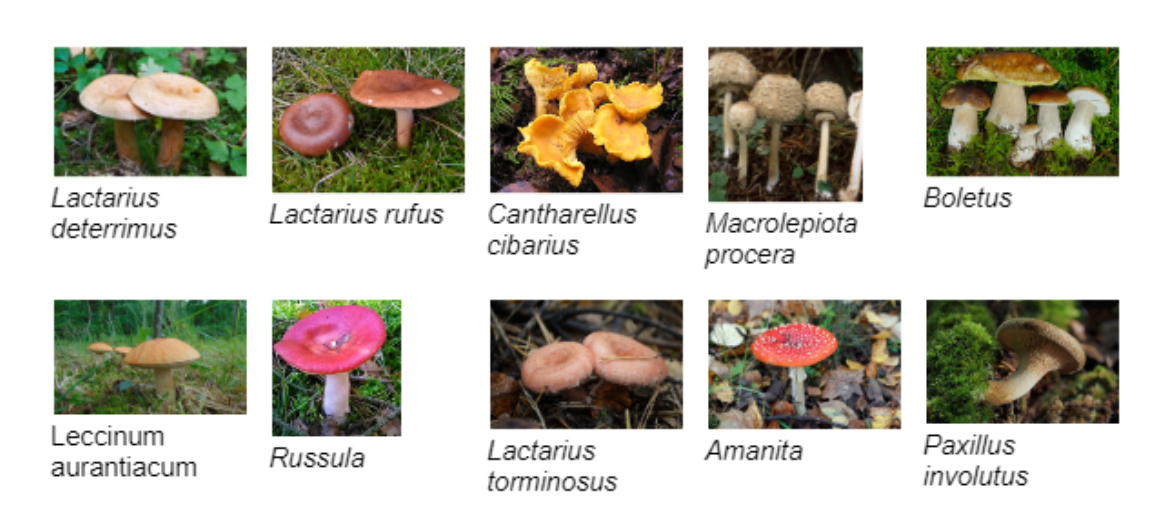 Lactarius
deterrimus
Lactarius rufus
Cantharellus
cibarius
Macrolepiota
procera
Boletus
Leccinum
aurantiacum
Russula
Lactarius
torminosus
Amanita
Paxillus
involutus